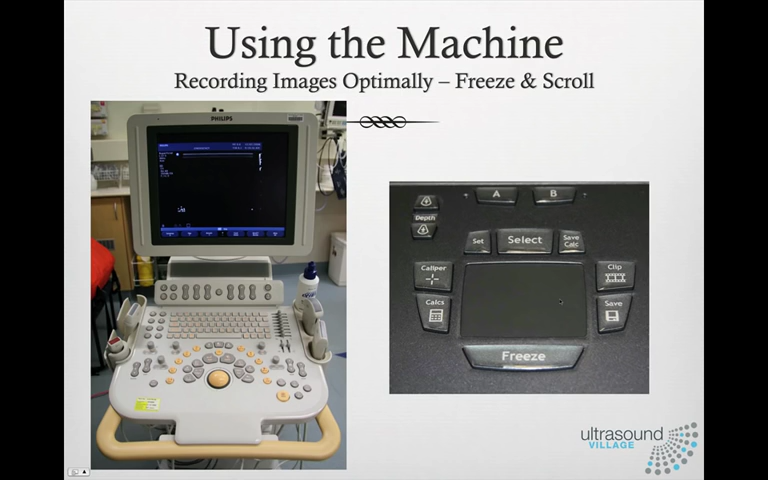 Using the Machine
Recording Images Optimally – Freeze & Scroll
PHILIPS
A
B
Depth
Set
Select
Save
Calc
Caliper
Clip
Calcs
Save
Freeze
ultrasound
VILLAGE